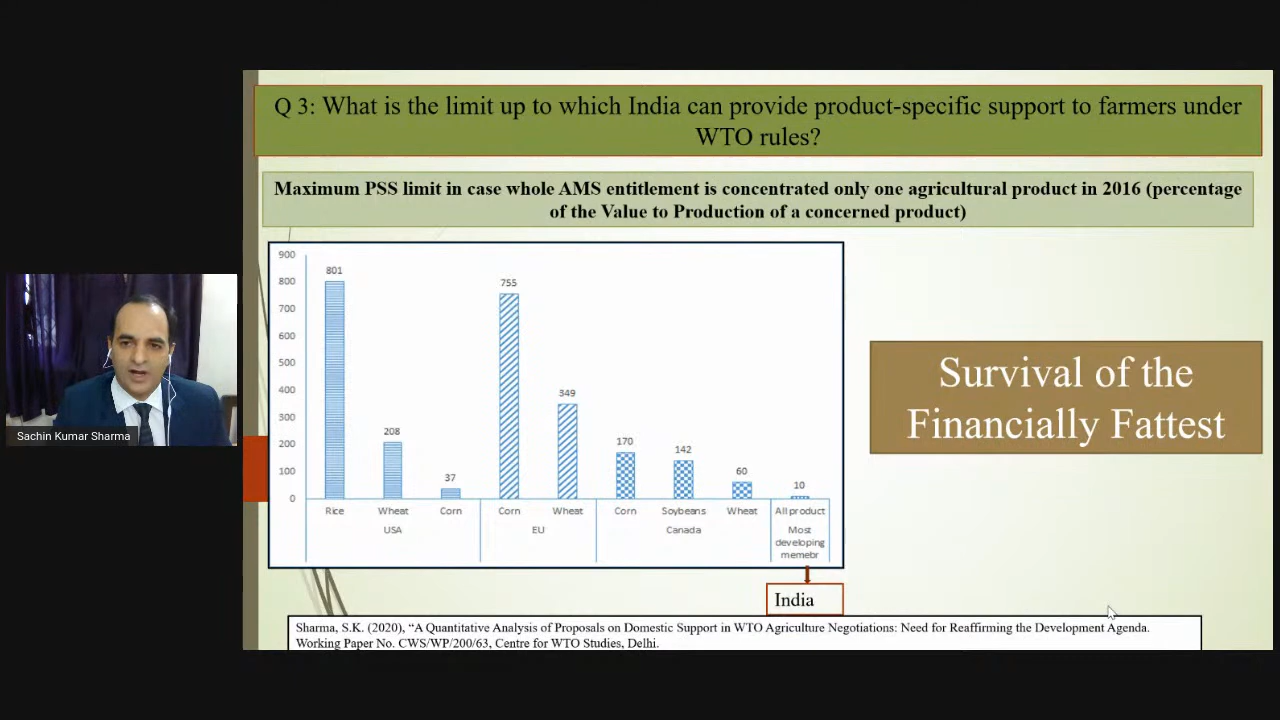 Q 3: What is the limit up to which India can provide product-specific support to farmers under
WTO rules?
Maximum PSS limit in case whole AMS entitlement is concentrated only one agricultural product in 2016 (percentage
of the Value to Production of a concerned product)
900
800
700
600
500
400
300
200
100
0
801
208
37
755
349
170
142
60
10
Rice Wheat Corn Corn Wheat Corn Soybeans Wheat All product
USA EU Canada Most
developing
memebr
India
Survival of the
Financially Fattest
Sachin Kumar Sharma
Sharma, S.K. (2020), “A Quantitative Analysis of Proposals on Domestic Support in WTO Agriculture Negotiations: Need for Reaffirming the Development Agenda.
Working Paper No. CWS/WP/200/63, Centre for WTO Studies, Delhi.